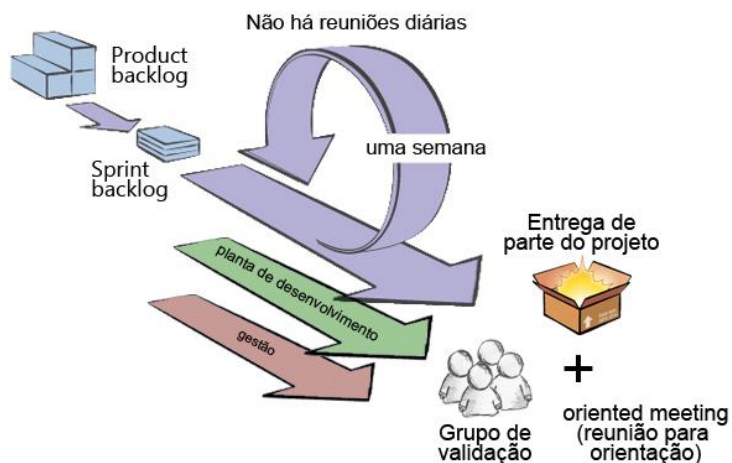 Não há reuniões diárias
Product
backlog
uma semana
Sprint
backlog
Entrega de
parte do projeto
planta de desenvolvimento
gestão
+
Grupo de
validação
oriented meeting
(reunião para
orientação)